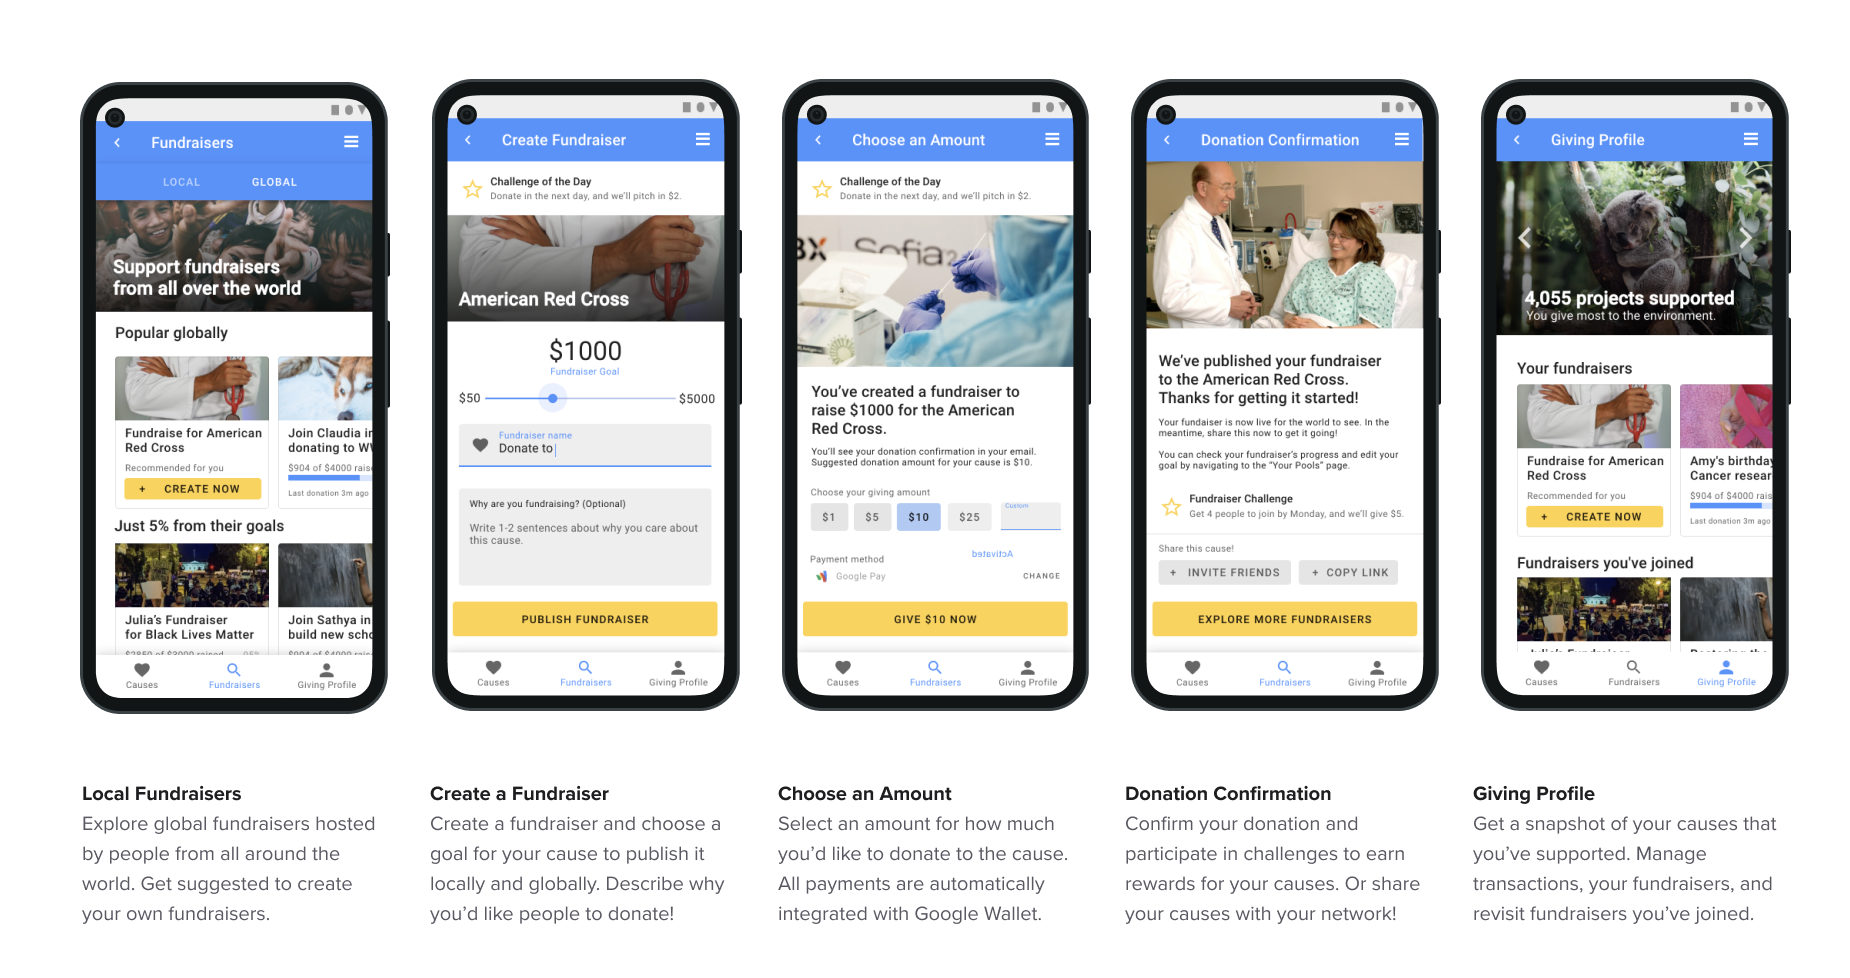 Fundraisers
LOCAL GLOBAL
Support fundraisers
from all over the world
Popular globally
Fundraise for American
Red Cross
Recommended for you
+ CREATE NOW
Join Claudia in
donating to
$904 of $4000
Last donation 3m ago
Just 5% from their goals
Julia's Fundraiser
for Black Lives Matter
$2850 of $3000 raised 95%
Join Sathya in
build new
$904 of $4000
Causes
Fundraisers
Giving Profile
Create Fundraiser
Challenge of the Day
Donate in the next day, and we'll pitch in $2.
American Red Cross
$1000
Fundraiser Goal
$50 $5000
Fundraiser name
Donate to
Why are you fundraising? (Optional)
Write 1-2 sentences about why you care about
this cause.
PUBLISH FUNDRAISER
Causes
Fundraisers
Giving Profile
Choose an Amount
Challenge of the Day
Donate in the next day, and we'll pitch in $2.
BX Sofia2
You've created a fundraiser to
raise $1000 for the American
Red Cross.
You'll see your donation confirmation in your email.
Suggested donation amount for your cause is $10.
Choose your giving amount
$1 $5 $10 $25 Custom
Activated
Payment method
Google Pay CHANGE
GIVE $10 NOW
Causes
Fundraisers
Giving Profile
Donation Confirmation
We've published your fundraiser
to the American Red Cross.
Thanks for getting it started!
Your fundraiser is now live for the world to see. In the
meantime, share this now to get it going!
You can check your fundraiser's progress and edit your
goal by navigating to the "Your Pools" page.
Fundraiser Challenge
Get 4 people to join by Monday, and we'll give $5.
Share this cause!
+ INVITE FRIENDS + COPY LINK
EXPLORE MORE FUNDRAISERS
Causes
Fundraisers
Giving Profile
Giving Profile
4,055 projects supported
You give most to the environment.
Your fundraisers
Fundraise for American
Red Cross
Recommended for you
+ CREATE NOW
Amy's birthday
Cancer resear
$904 of $4000 rais
Last donation 3m ago
Fundraisers you've joined
Julia's Fundraiser
Causes
Fundraisers
Giving Profile
Local Fundraisers
Explore global fundraisers hosted
by people from all around the
world. Get suggested to create
your own fundraisers.
Create a Fundraiser
Create a fundraiser and choose a
goal for your cause to publish it
locally and globally. Describe why
you'd like people to donate!
Choose an Amount
Select an amount for how much
you'd like to donate to the cause.
All payments are automatically
integrated with Google Wallet.
Donation Confirmation
Confirm your donation and
participate in challenges to earn
rewards for your causes. Or share
your causes with your network!
Giving Profile
Get a snapshot of your causes that
you've supported. Manage
transactions, your fundraisers, and
revisit fundraisers you've joined.